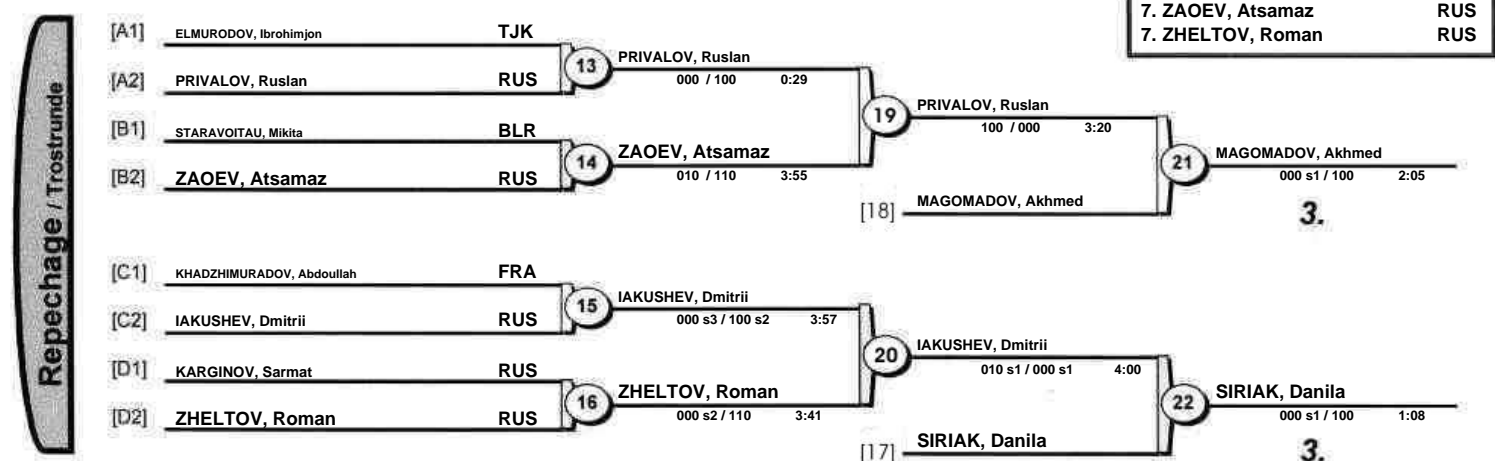 7. ZAOEV, Atsamaz RUS
7. ZHELTOV, Roman RUS
Repechage / Trostrunde
[A1] ELMURODOV, Ibrohimjon TJK
[A2] PRIVALOV, Ruslan RUS
13 PRIVALOV, Ruslan
000 / 100 0:29
[B1] STARAVOITAU, Mikita BLR
[B2] ZAOEV, Atsamaz RUS
14 ZAOEV, Atsamaz
010 / 110 3:55
19 PRIVALOV, Ruslan
100 / 000 3:20
[18] MAGOMADOV, Akhmed
21 MAGOMADOV, Akhmed
000 s1 / 100 2:05
3.
[C1] KHADZHIMURADOV, Abdoullah FRA
[C2] IAKUSHEV, Dmitrii RUS
15 IAKUSHEV, Dmitrii
000 s3 / 100 s2 3:57
[D1] KARGINOV, Sarmat RUS
[D2] ZHELTOV, Roman RUS
16 ZHELTOV, Roman
000 s2 / 110 3:41
20 IAKUSHEV, Dmitrii
010 s1 / 000 s1 4:00
[17] SIRIAK, Danila
22 SIRIAK, Danila
000 s1 / 100 1:08
3.